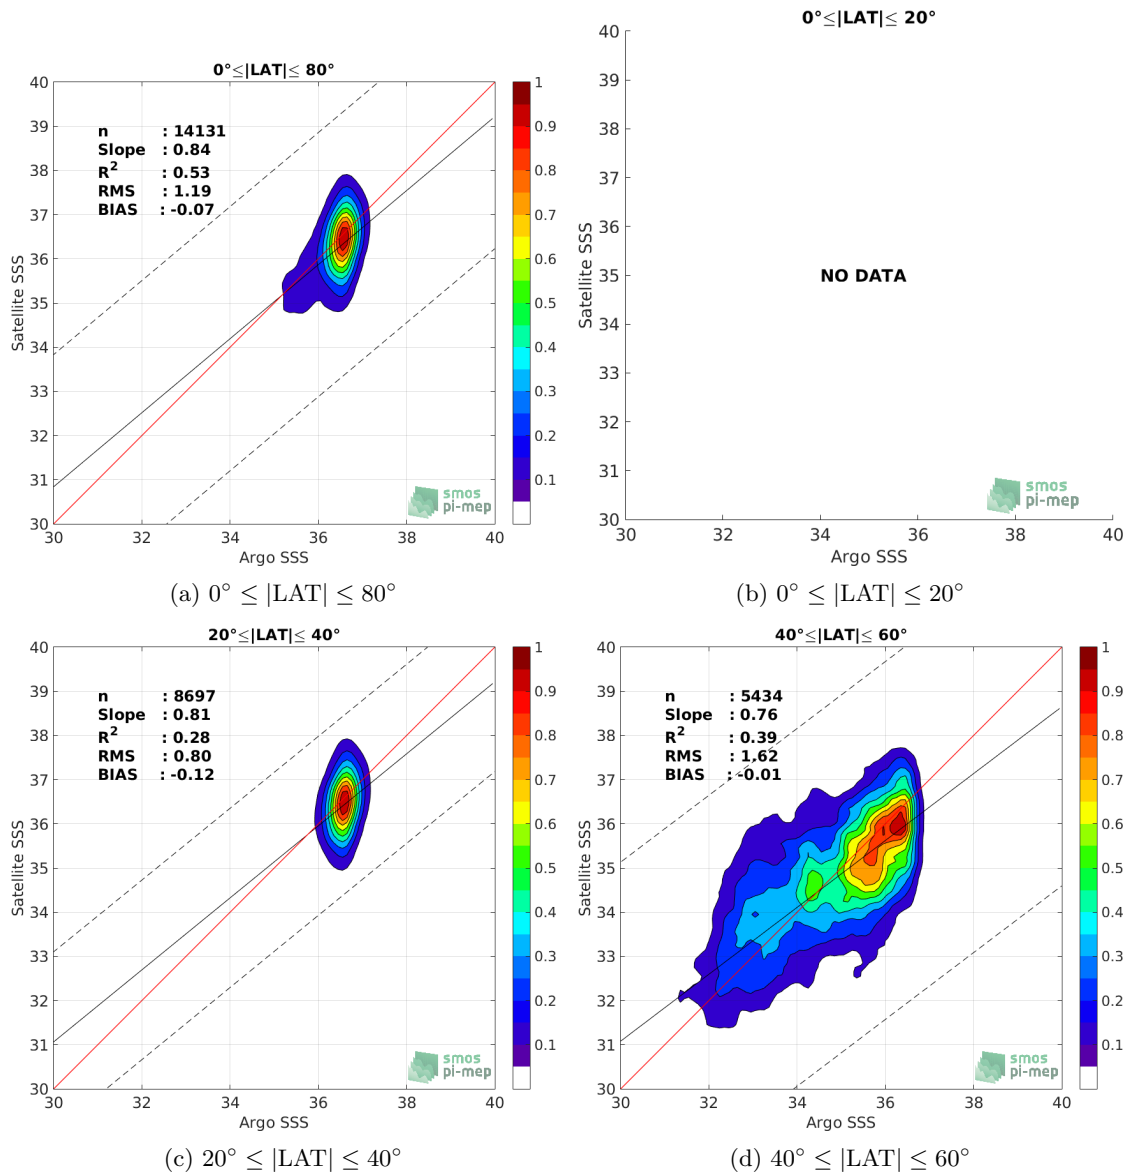 0°≤|LAT|≤ 80°
40
39
38
37
36
35
34
33
32
31
30
30
32
34
36
38
40
Satellite SSS
Argo SSS
n : 14131
Slope : 0.84
R² : 0.53
RMS : 1.19
BIAS : -0.07
1
0.9
0.8
0.7
0.6
0.5
0.4
0.3
0.2
0.1
smos
pi-mep
(a) 0° ≤ |LAT| ≤ 80°
0°≤|LAT|≤ 20°
40
39
38
37
36
35
34
33
32
31
30
30
32
34
36
38
40
Satellite SSS
Argo SSS
NO DATA
smos
pi-mep
(b) 0° ≤ |LAT| ≤ 20°
20°≤|LAT|≤ 40°
40
39
38
37
36
35
34
33
32
31
30
30
32
34
36
38
40
Satellite SSS
Argo SSS
n : 8697
Slope : 0.81
R² : 0.28
RMS : 0.80
BIAS : -0.12
1
0.9
0.8
0.7
0.6
0.5
0.4
0.3
0.2
0.1
smos
pi-mep
(c) 20° ≤ |LAT| ≤ 40°
40°≤|LAT|≤ 60°
40
39
38
37
36
35
34
33
32
31
30
30
32
34
36
38
40
Satellite SSS
Argo SSS
n : 5434
Slope : 0.76
R² : 0.39
RMS : 1.62
BIAS : -0.01
1
0.9
0.8
0.7
0.6
0.5
0.4
0.3
0.2
0.1
smos
pi-mep
(d) 40° ≤ |LAT| ≤ 60°